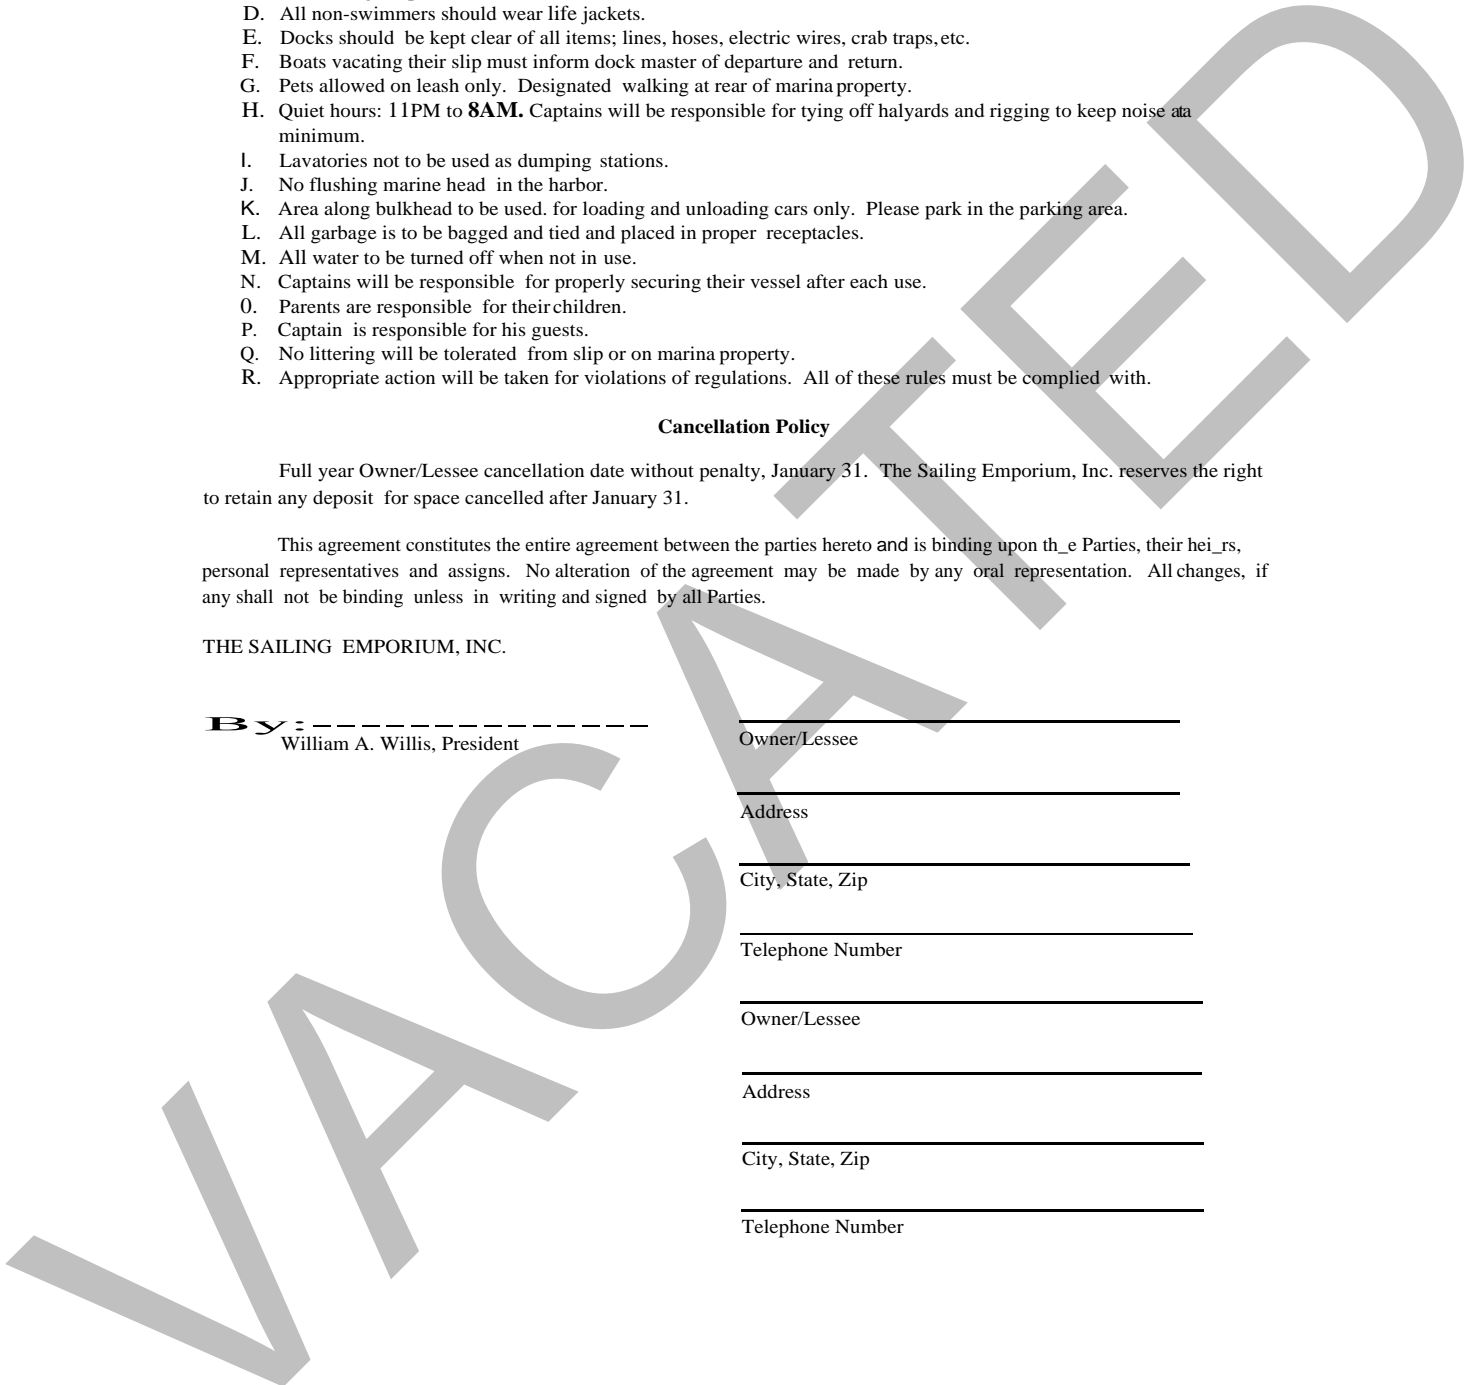 D. All non-swimmers should wear life jackets.
E. Docks should be kept clear of all items; lines, hoses, electric wires, crab traps, etc.
F. Boats vacating their slip must inform dock master of departure and return.
G. Pets allowed on leash only. Designated walking at rear of marina property.
H. Quiet hours: 11PM to 8AM. Captains will be responsible for tying off halyards and rigging to keep noise at a
minimum.
I. Lavatories not to be used as dumping stations.
J. No flushing marine head in the harbor.
K. Area along bulkhead to be used. for loading and unloading cars only. Please park in the parking area.
L. All garbage is to be bagged and tied and placed in proper receptacles.
M. All water to be turned off when not in use.
N. Captains will be responsible for properly securing their vessel after each use.
0. Parents are responsible for their children.
P. Captain is responsible for his guests.
Q. No littering will be tolerated from slip or on marina property.
R. Appropriate action will be taken for violations of regulations. All of these rules must be complied with.
Cancellation Policy
Full year Owner/Lessee cancellation date without penalty, January 31. The Sailing Emporium, Inc. reserves the right
to retain any deposit for space cancelled after January 31.
This agreement constitutes the entire agreement between the parties hereto and is binding upon th_e Parties, their hei_rs,
personal representatives and assigns. No alteration of the agreement may be made by any oral representation. All changes, if
any shall not be binding unless in writing and signed by all Parties.
THE SAILING EMPORIUM, INC.
By:_ _ _ _ _ _ _ _ _ _ _ _ _ _
William A. Willis, President
Owner/Lessee
Address
City, State, Zip
Telephone Number
Owner/Lessee
Address
City, State, Zip
Telephone Number
VACATED